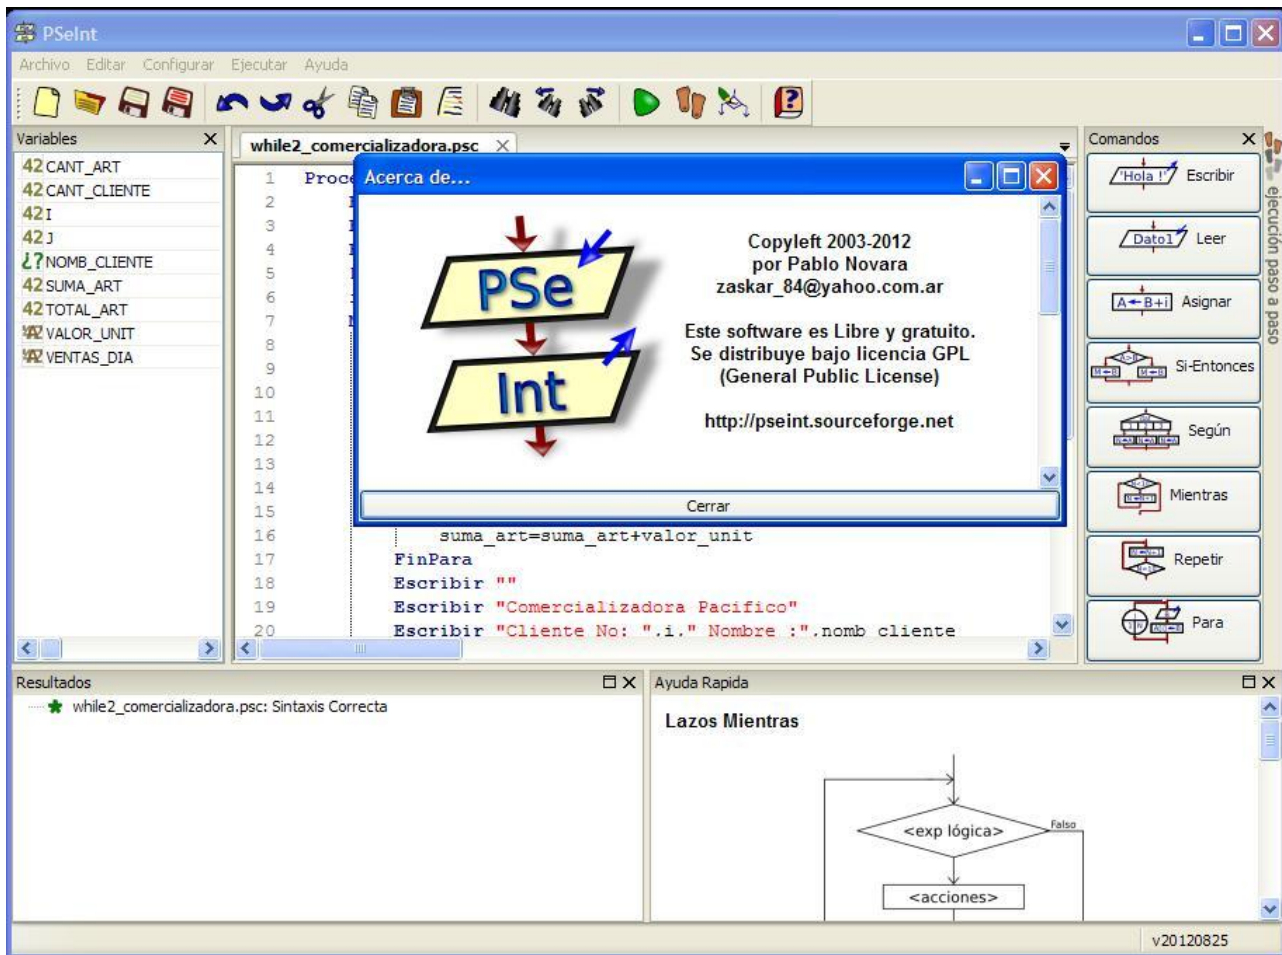 PSeInt
Archivo Editar Configurar Ejecutar Ayuda
Variables
42 CANT_ART
42 CANT_CLIENTE
42 I
42 J
¿? NOMB_CLIENTE
42 SUMA_ART
42 TOTAL_ART
VALOR_UNIT
VENTAS_DIA
while2_comercializadora.psc
1 Proce
2
3
4
5
6
7
8
9
10
11
12
13
14
15
16 suma_art=suma_art+valor_unit
17 FinPara
18 Escribir ""
19 Escribir "Comercializadora Pacifico"
20 Escribir "Cliente No: ",i," Nombre :",nomb_cliente
Acerca de...
PSe
Int
Copyleft 2003-2012
por Pablo Novara
zaskar_84@yahoo.com.ar
Este software es Libre y gratuito.
Se distribuye bajo licencia GPL
(General Public License)
http://pseint.sourceforge.net
Cerrar
Comandos
'Hola !' Escribir
Dato1 Leer
A←B+i Asignar
Si-Entonces
Según
Mientras
Repetir
Para
ejecución paso a paso
Resultados
while2_comercializadora.psc: Sintaxis Correcta
Ayuda Rapida
Lazos Mientras
<exp lógica>
Falso
<acciones>
v20120825